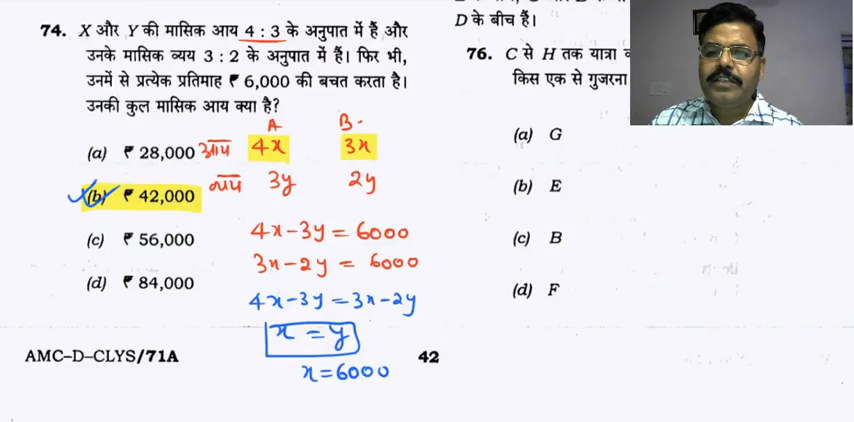 74. X और Y की मासिक आय 4 : 3 के अनुपात में हैं और
उनके मासिक व्यय 3 : 2 के अनुपात में हैं। फिर भी,
उनमें से प्रत्येक प्रतिमाह ₹ 6,000 की बचत करता है।
उनकी कुल मासिक आय क्या है?
A B
(a) ₹ 28,000 आय 4x 3x
व्यय 3y 2y
(b) ₹ 42,000
4x-3y = 6000
(c) ₹ 56,000
3x-2y = 6000
(d) ₹ 84,000
4x-3y = 3x-2y
x = y
x = 6000
AMC-D-CLYS/71A
42
D के बीच हैं।
76. C से H तक यात्रा
किस एक से गुजरना
(a) G
(b) E
(c) B
(d) F